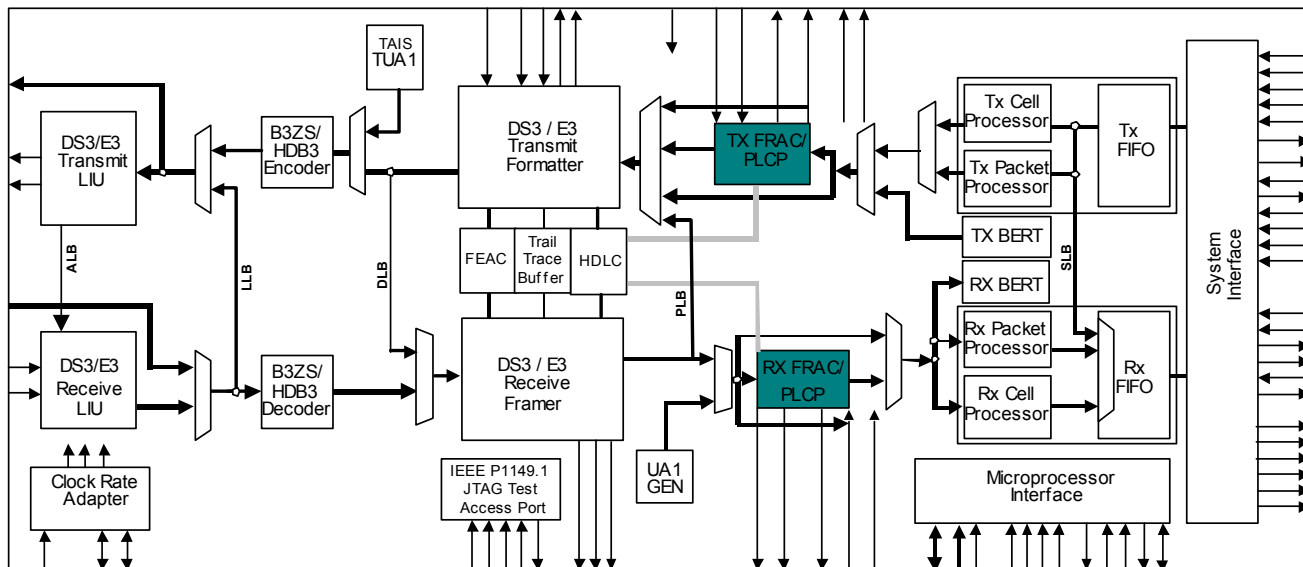 TAIS
TUA1
DS3/E3
Transmit
LIU
B3ZS/
HDB3
Encoder
DS3 / E3
Transmit
Formatter
TX FRAC/
PLCP
Tx Cell
Processor
Tx Packet
Processor
Tx
FIFO
TX BERT
RX BERT
System
Interface
ALB
LLB
DLB
FEAC
Trail
Trace
Buffer
HDLC
PLB
SLB
DS3/E3
Receive
LIU
B3ZS/
HDB3
Decoder
DS3 / E3
Receive
Framer
RX FRAC/
PLCP
Rx Packet
Processor
Rx Cell
Processor
Rx
FIFO
UA1
GEN
Clock Rate
Adapter
IEEE P1149.1
JTAG Test
Access Port
Microprocessor
Interface